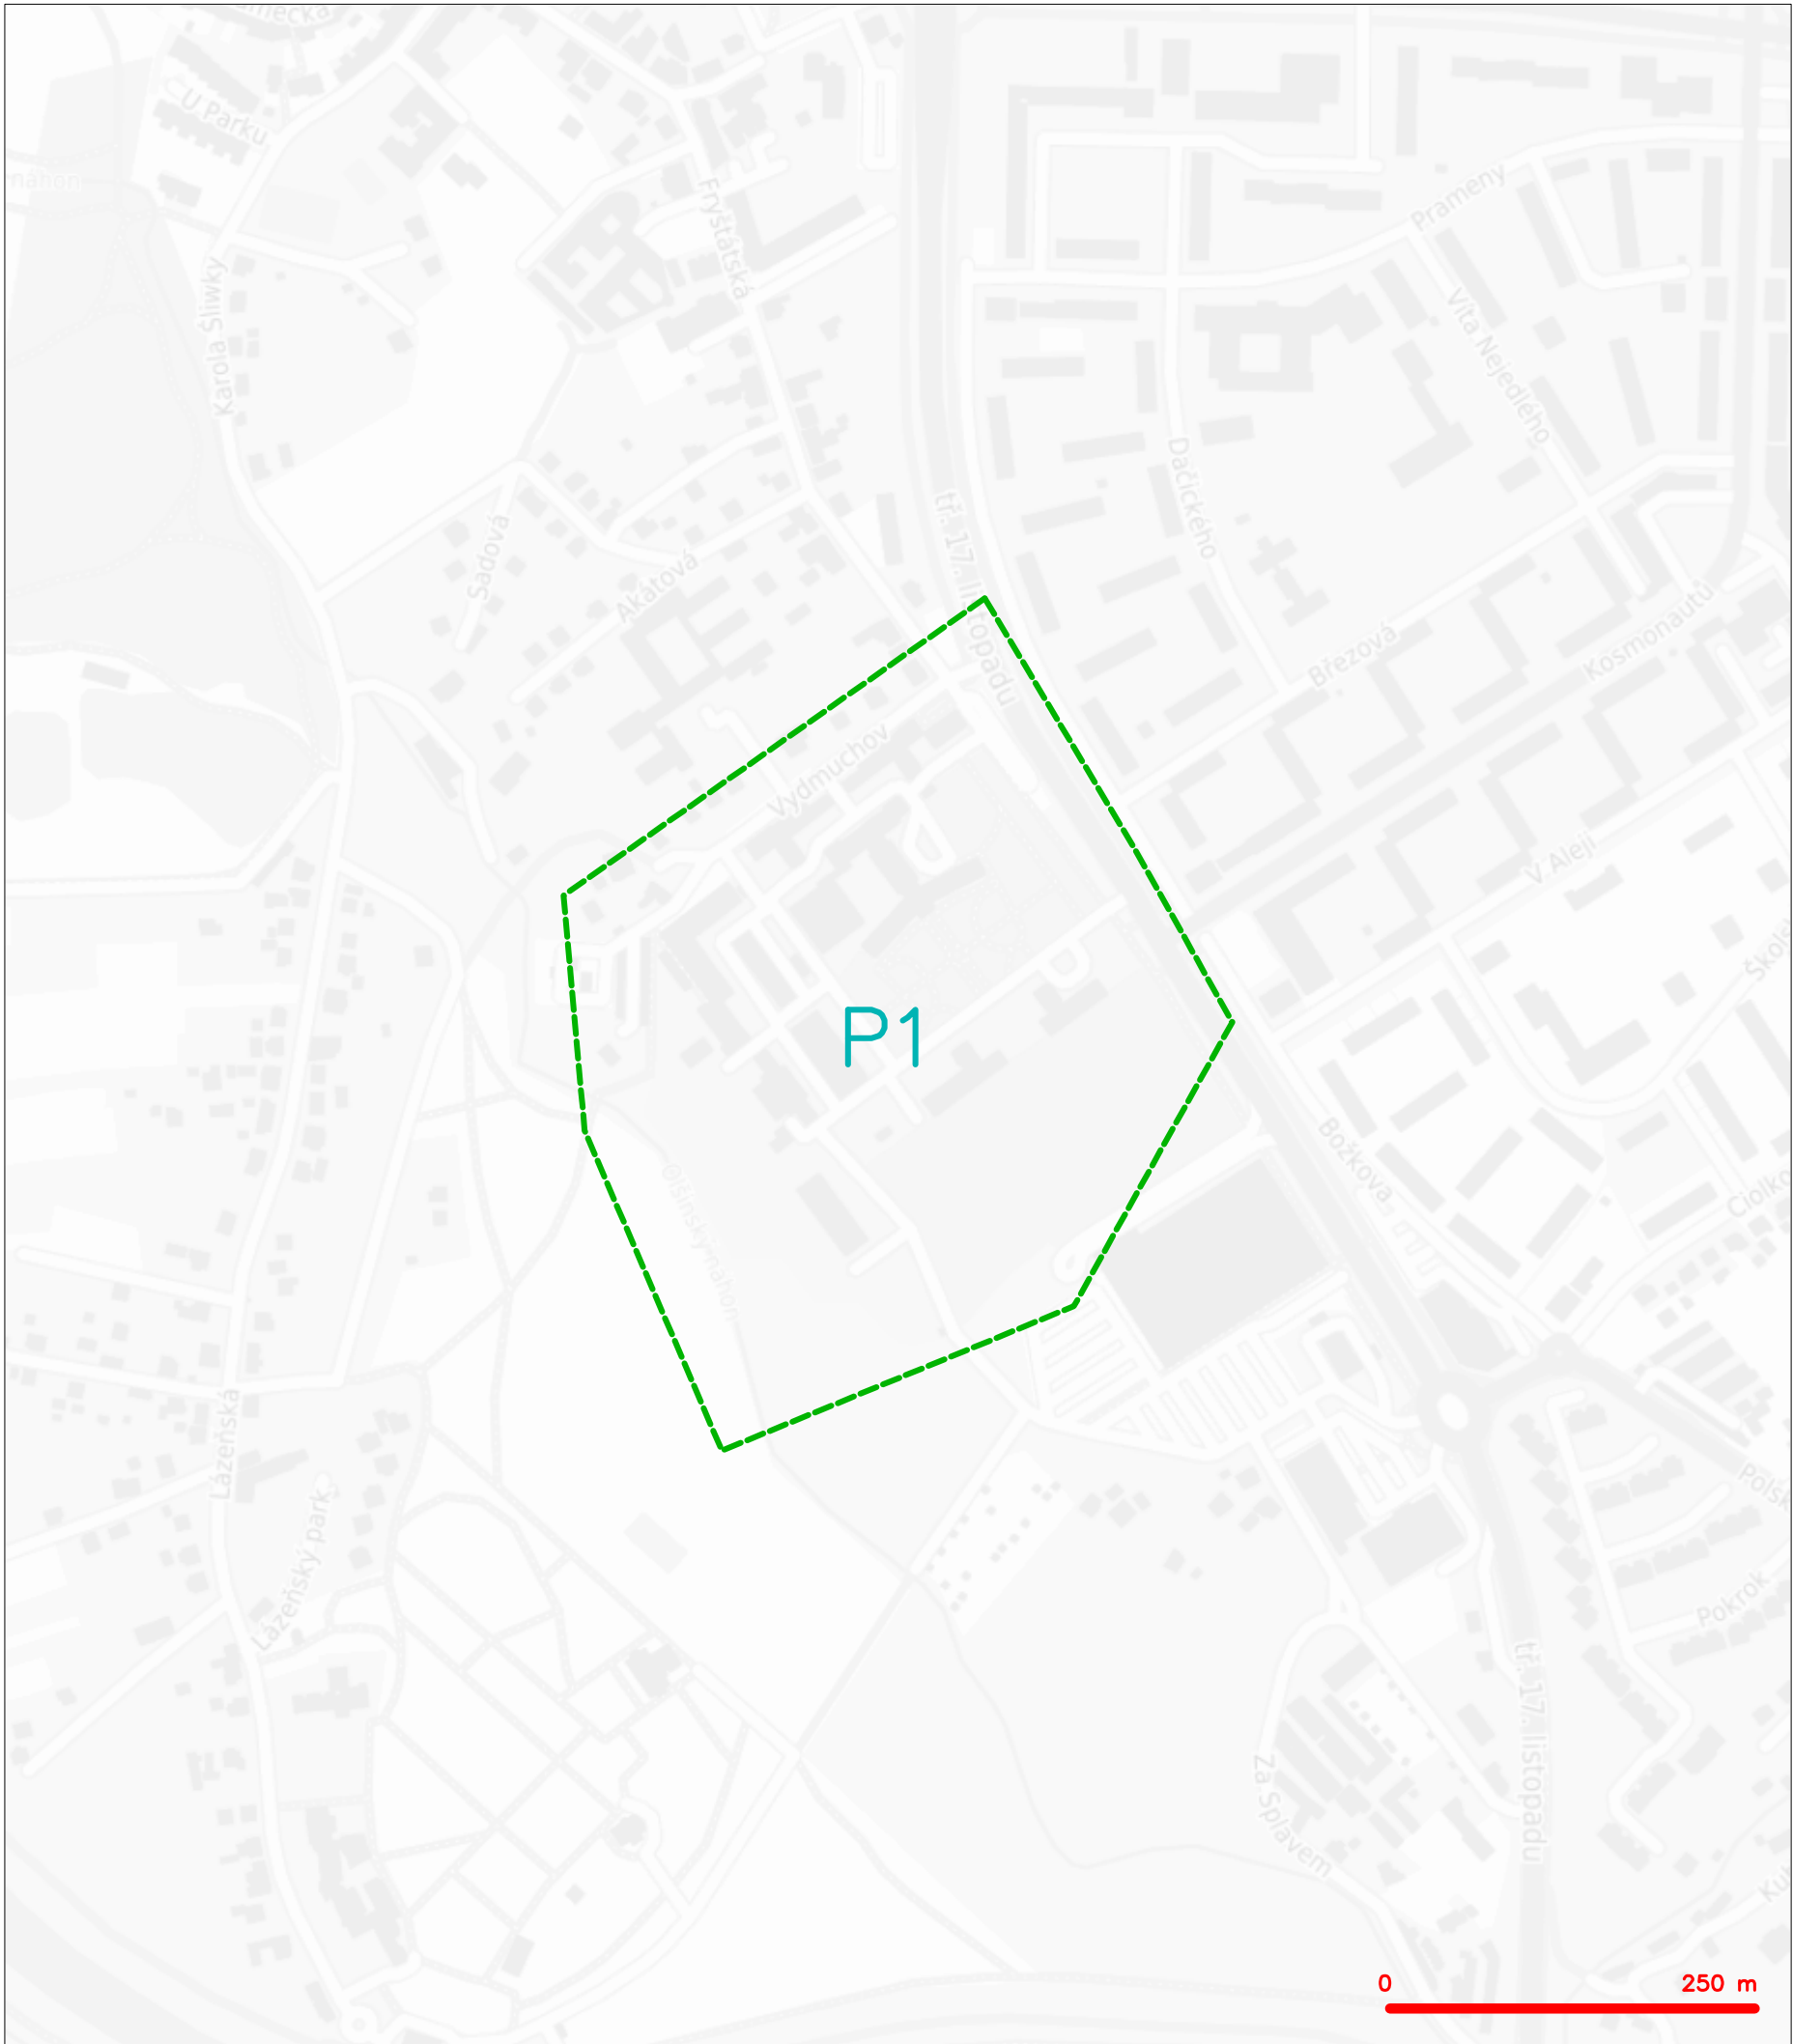 U Parku
náhon
Fryštátská
Prameny
Karola Śliwky
Víta Nejedlého
Dačického
tř. 17. listopadu
Sadová
Akátová
Březová
Kosmonautů
Vydmuchov
V Aleji
P1
Božkova
Olšinský náhon
Lázeňská
Lázeňský park
Pokrok
tř. 17. listopadu
Za Splavem
0 250 m